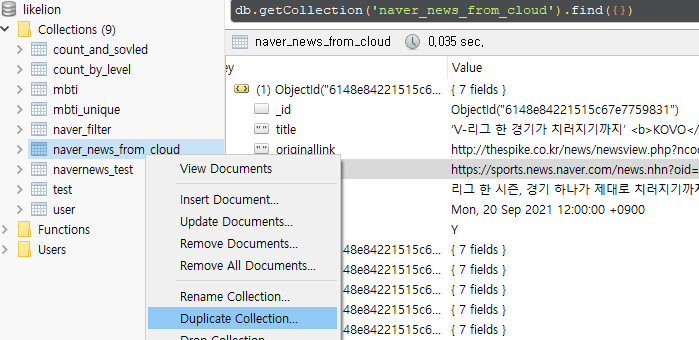 likelion
Collections (9)
count_and_sovled
count_by_level
mbti
mbti_unique
naver_filter
naver_news_from_cloud
navernews_test
test
user
Functions
Users
View Documents
Insert Document...
Update Documents...
Remove Documents...
Remove All Documents...
Rename Collection...
Duplicate Collection...
Drop Collection
db.getCollection('naver_news_from_cloud').find({})
naver_news_from_cloud 0,035 sec,
ey Value
(1) ObjectId("6148e84221515c6... { 7 fields }
_id ObjectId("6148e84221515c67e7759831")
title 'V-리그 한 경기가 치러지기까지' <b>KOVO</
originallink http://thespike.co.kr/news/newsview.php?ncod
https://sports.news.naver.com/news.nhn?oid=
리그 한 시즌, 경기 하나가 제대로 치러지기까지
Mon, 20 Sep 2021 12:00:00 +0900
Y
48e84221515c6... { 7 fields }
48e84221515c6... { 7 fields }
48e84221515c6... { 7 fields }
48e84221515c6... { 7 fields }
48e84221515c6... { 7 fields }